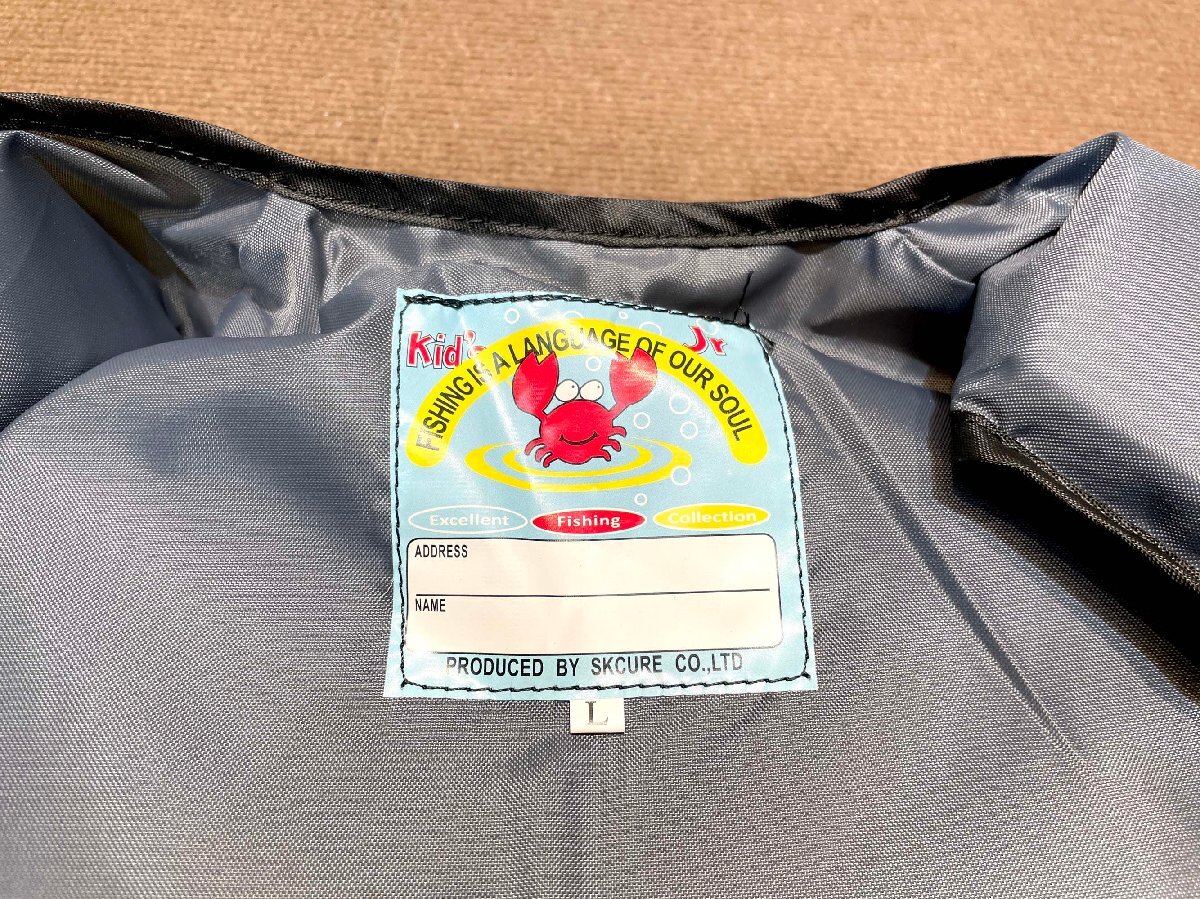 Kid's
FISHING IS A LANGUAGE OF OUR SOUL
Excellent Fishing Collection
ADDRESS
NAME
PRODUCED BY SKCURE CO.,LTD
L